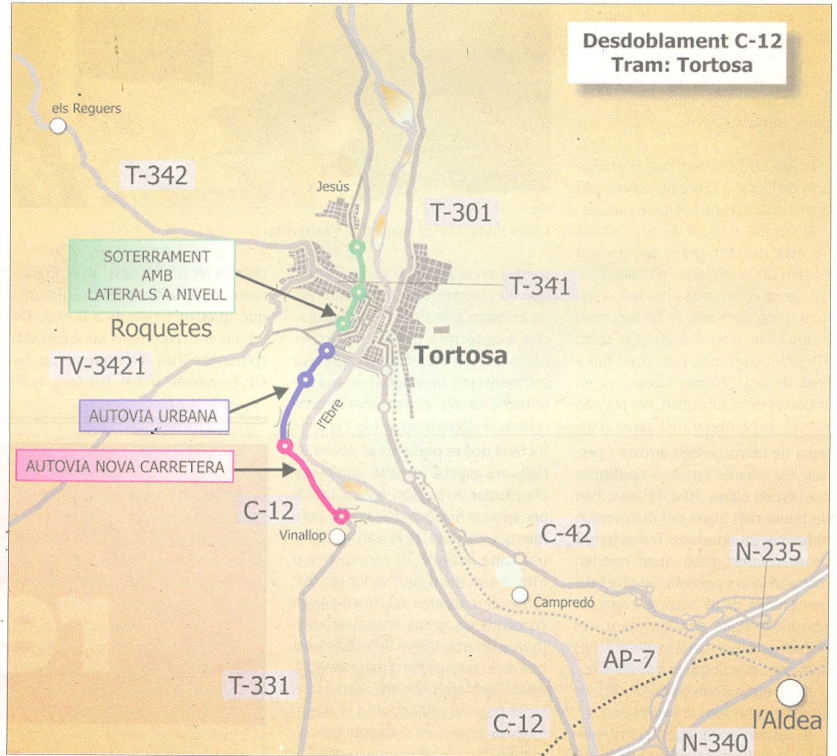 Desdoblament C-12
Tram: Tortosa
els Reguers
T-342
Jesús
T-301
SOTERRAMENT
AMB
LATERALS A NIVELL
T-341
Roquetes
TV-3421
Tortosa
AUTOVIA URBANA
l'Ebre
AUTOVIA NOVA CARRETERA
C-12
Vinallop
C-42
N-235
Campredó
AP-7
T-331
l'Aldea
C-12
N-340